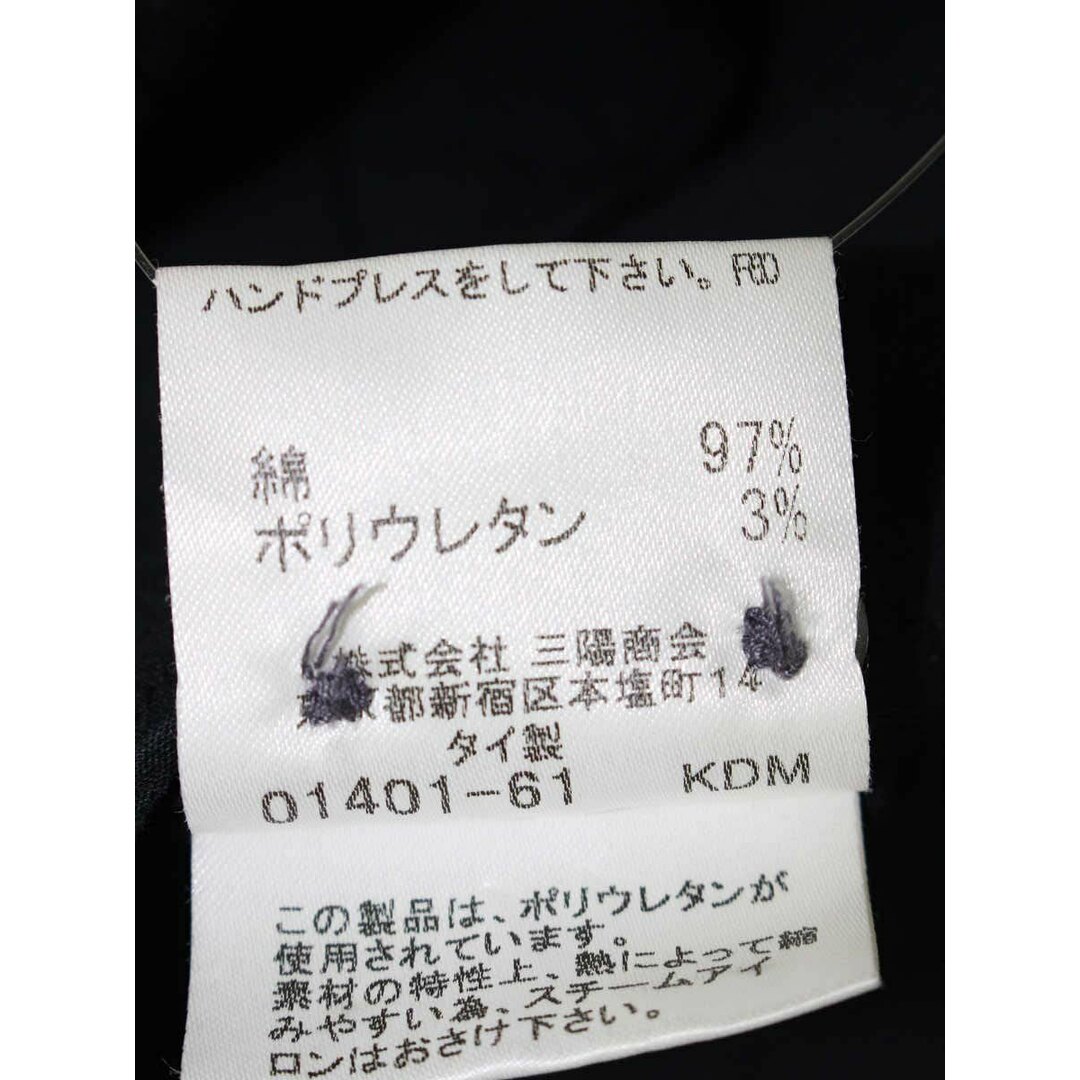 ハンドプレスをして下さい。 F6D
綿 97%
ポリウレタン 3%
株式会社 三陽商会
京都新宿区本塩町14
タイ製
01401-61 KDM
この製品は、ポリウレタンが
使用されています。
素材の特性上、熱によって縮
みやすい為、スチームアイ
ロンはおさけ下さい。